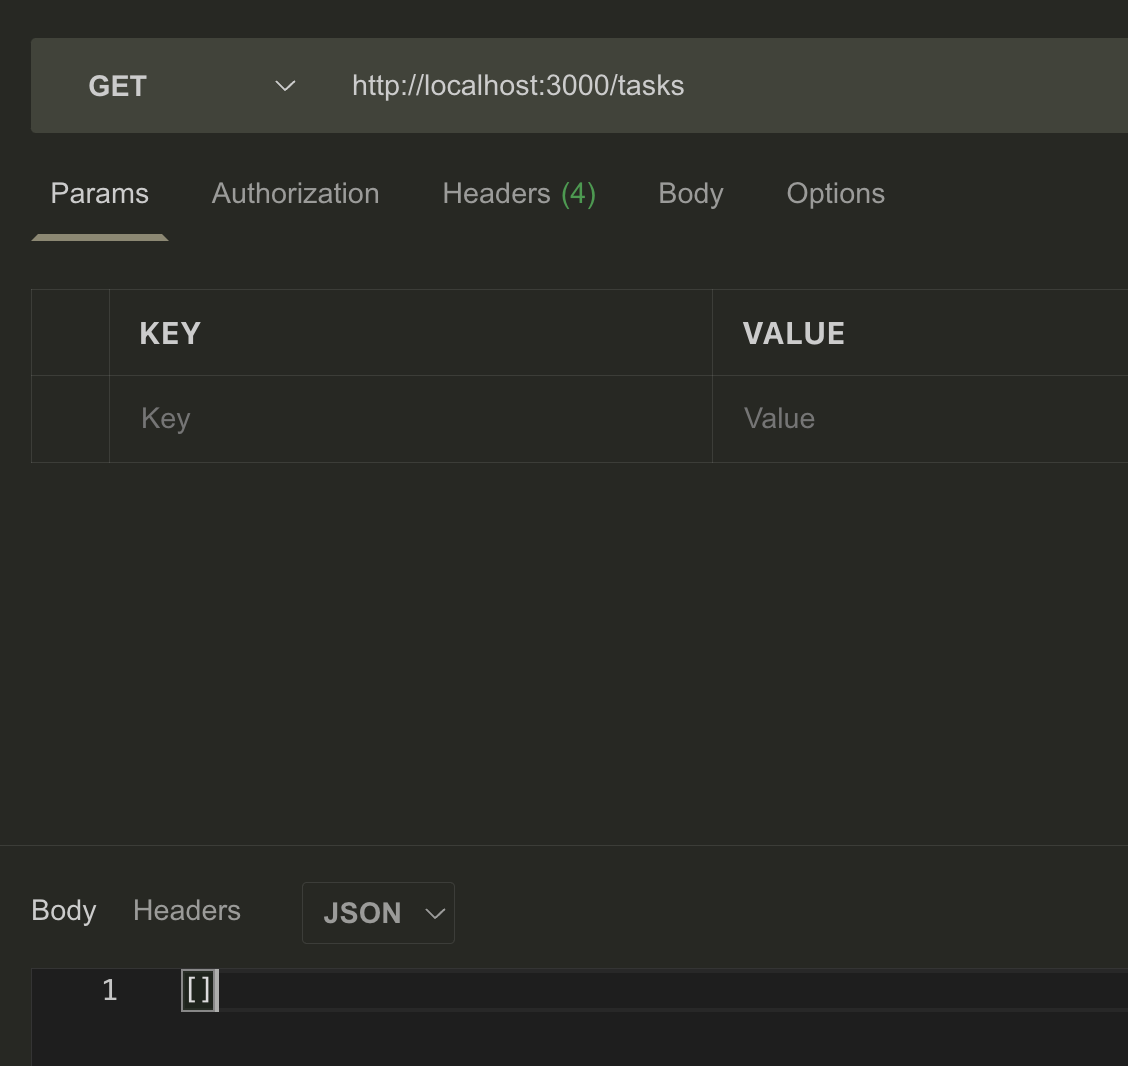 GET http://localhost:3000/tasks
Params Authorization Headers (4) Body Options
KEY VALUE
Key Value
Body Headers JSON
1 []